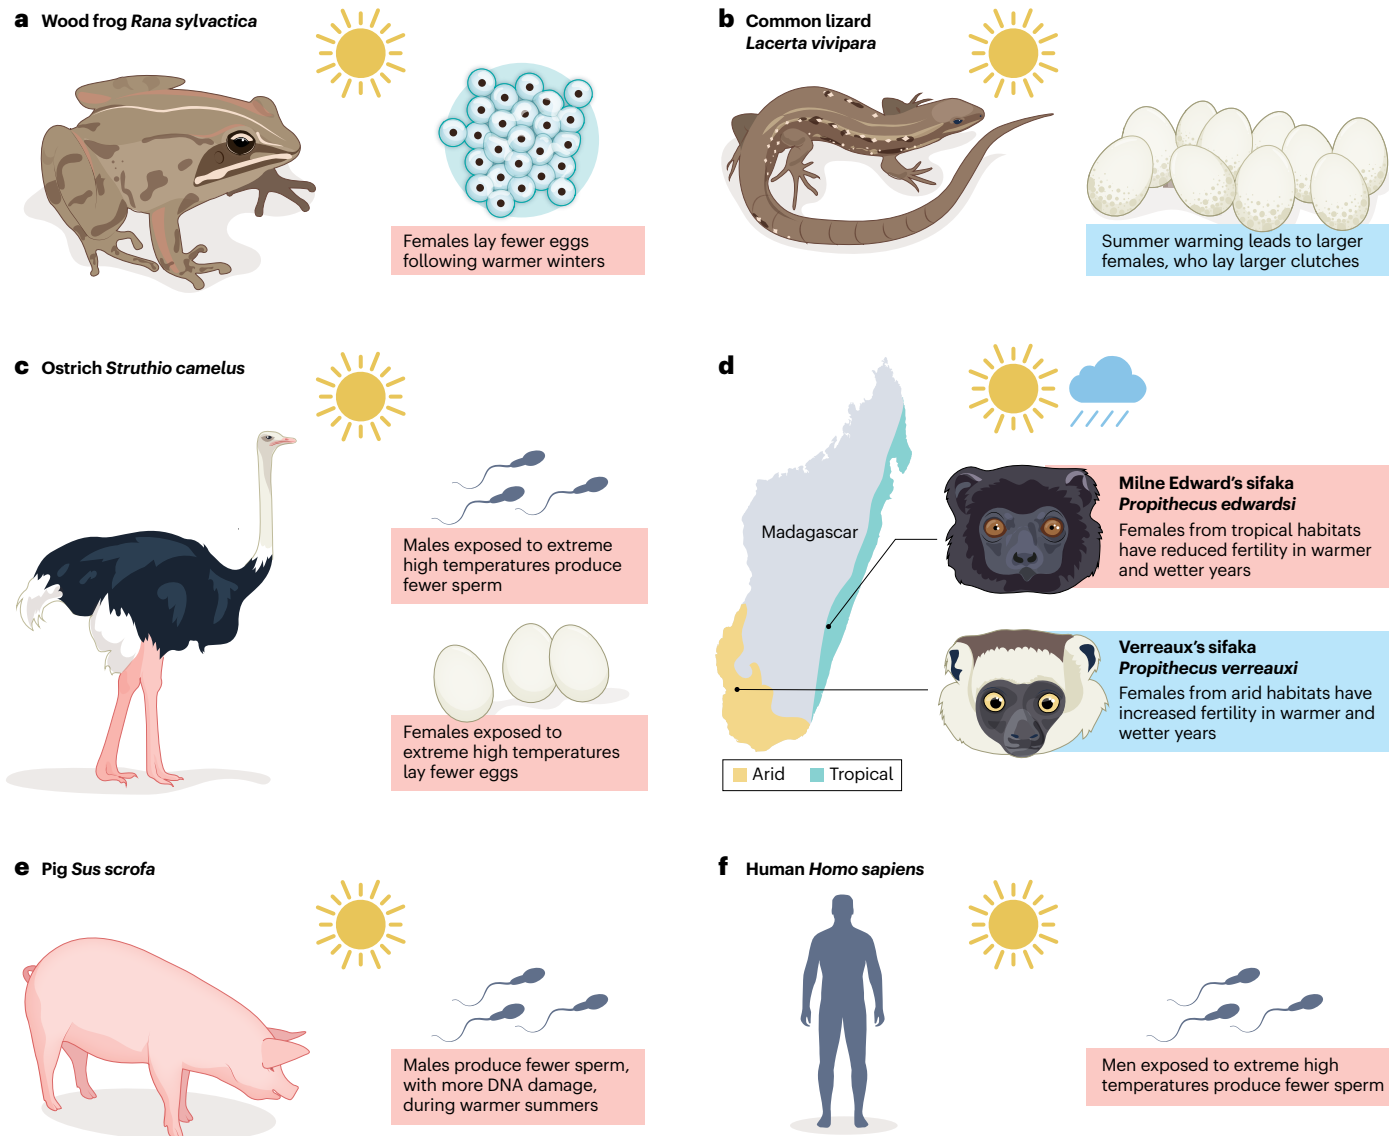 a Wood frog Rana sylvactica
Females lay fewer eggs
following warmer winters
b Common lizard
Lacerta vivipara
Summer warming leads to larger
females, who lay larger clutches
c Ostrich Struthio camelus
Males exposed to extreme
high temperatures produce
fewer sperm
Females exposed to
extreme high temperatures
lay fewer eggs
d
Madagascar
Arid
Tropical
Milne Edward’s sifaka
Propithecus edwardsi
Females from tropical habitats
have reduced fertility in warmer
and wetter years
Verreaux’s sifaka
Propithecus verreauxi
Females from arid habitats have
increased fertility in warmer and
wetter years
e Pig Sus scrofa
Males produce fewer sperm,
with more DNA damage,
during warmer summers
f Human Homo sapiens
Men exposed to extreme high
temperatures produce fewer sperm